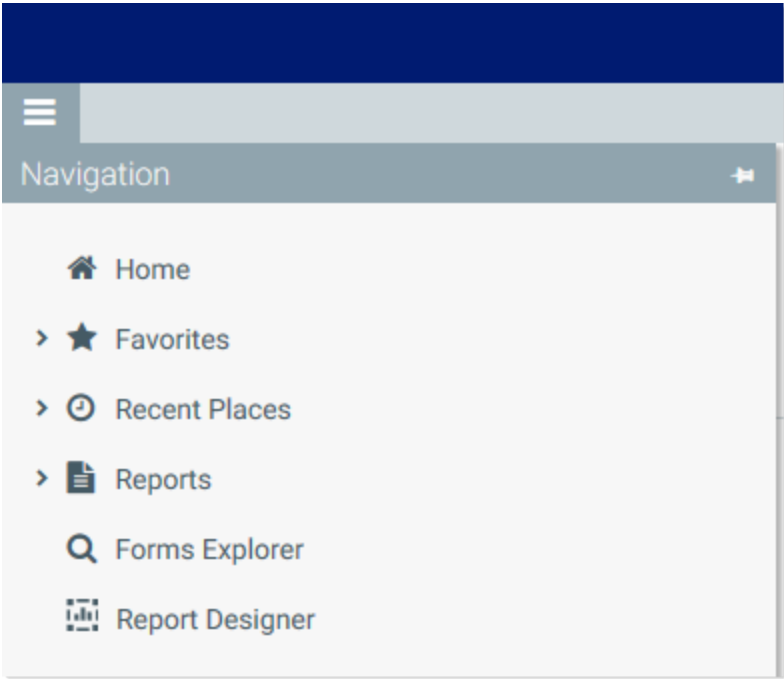 Navigation
Home
Favorites
Recent Places
Reports
Forms Explorer
Report Designer